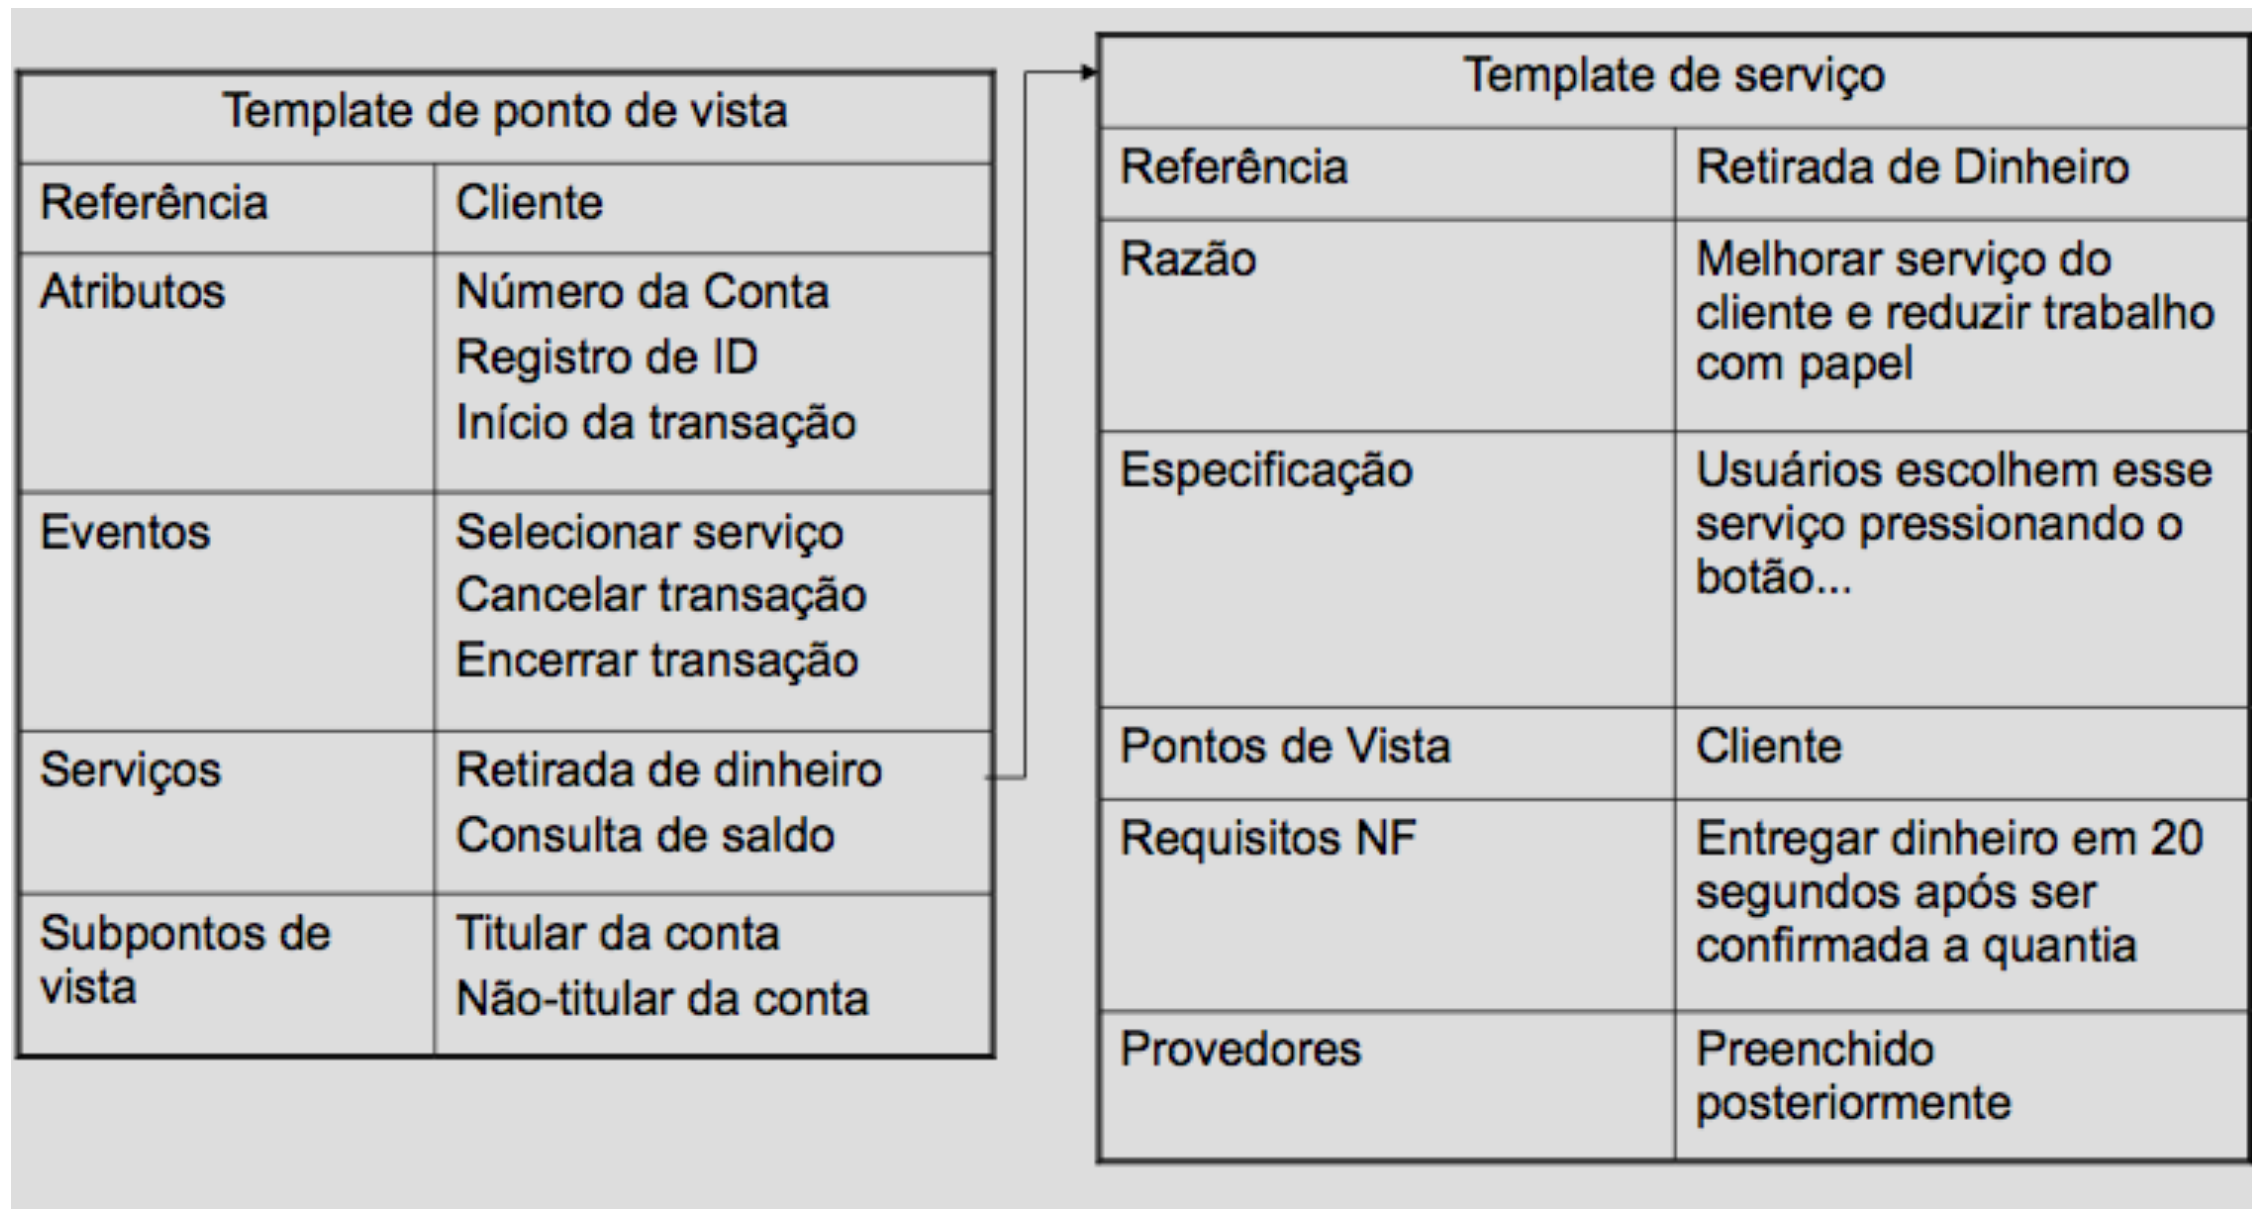 Template de ponto de vista
Referência
Cliente
Atributos
Número da Conta
Registro de ID
Início da transação
Eventos
Selecionar serviço
Cancelar transação
Encerrar transação
Serviços
Retirada de dinheiro
Consulta de saldo
Subpontos de
vista
Titular da conta
Não-titular da conta
Template de serviço
Referência
Retirada de Dinheiro
Razão
Melhorar serviço do
cliente e reduzir trabalho
com papel
Especificação
Usuários escolhem esse
serviço pressionando o
botão...
Pontos de Vista
Cliente
Requisitos NF
Entregar dinheiro em 20
segundos após ser
confirmada a quantia
Provedores
Preenchido
posteriormente